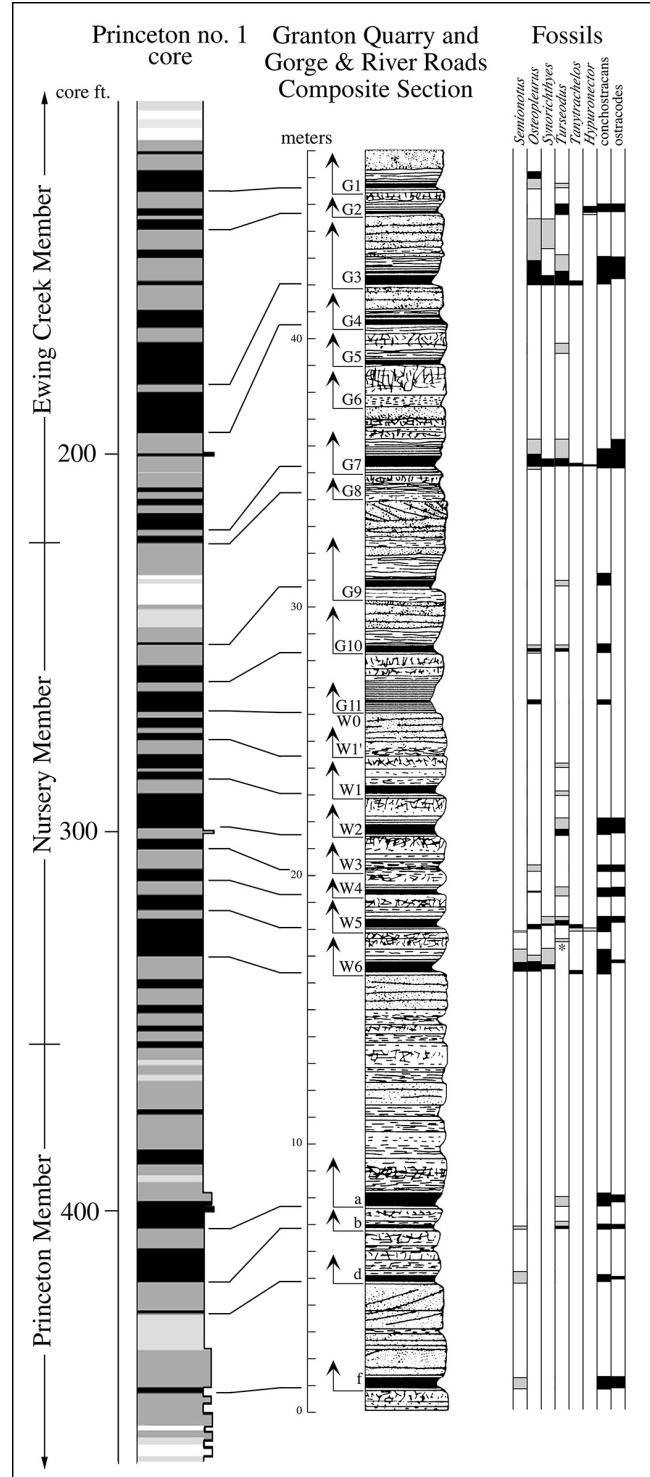 Princeton no. 1
core
Granton Quarry and
Gorge & River Roads
Composite Section
Fossils
core ft.
meters
Semionotus
Osteopleurus
Synorichthyes
Turseodus
Tanytrachelos
Hypuronector
conchostracans
ostracodes
Ewing Creek Member
Nursery Member
Princeton Member
200
300
400
40
30
20
10
0
G1
G2
G3
G4
G5
G6
G7
G8
G9
G10
G11
W0
W1'
W1
W2
W3
W4
W5
W6
a
b
d
f
*